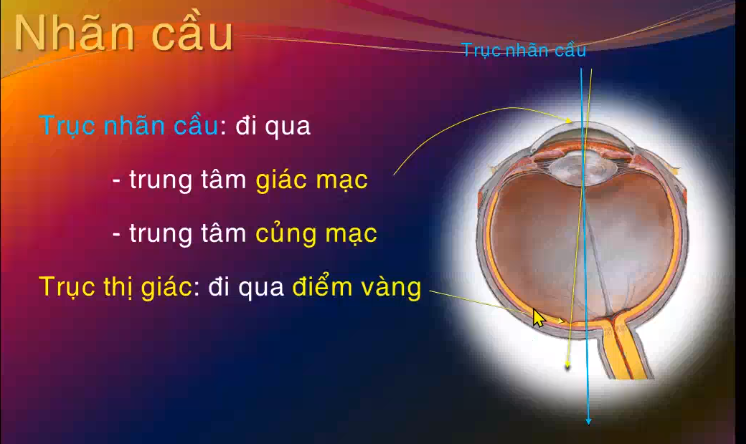 Nhãn cầu
Trục nhãn cầu
Trục nhãn cầu: đi qua
- trung tâm giác mạc
- trung tâm củng mạc
Trục thị giác: đi qua điểm vàng